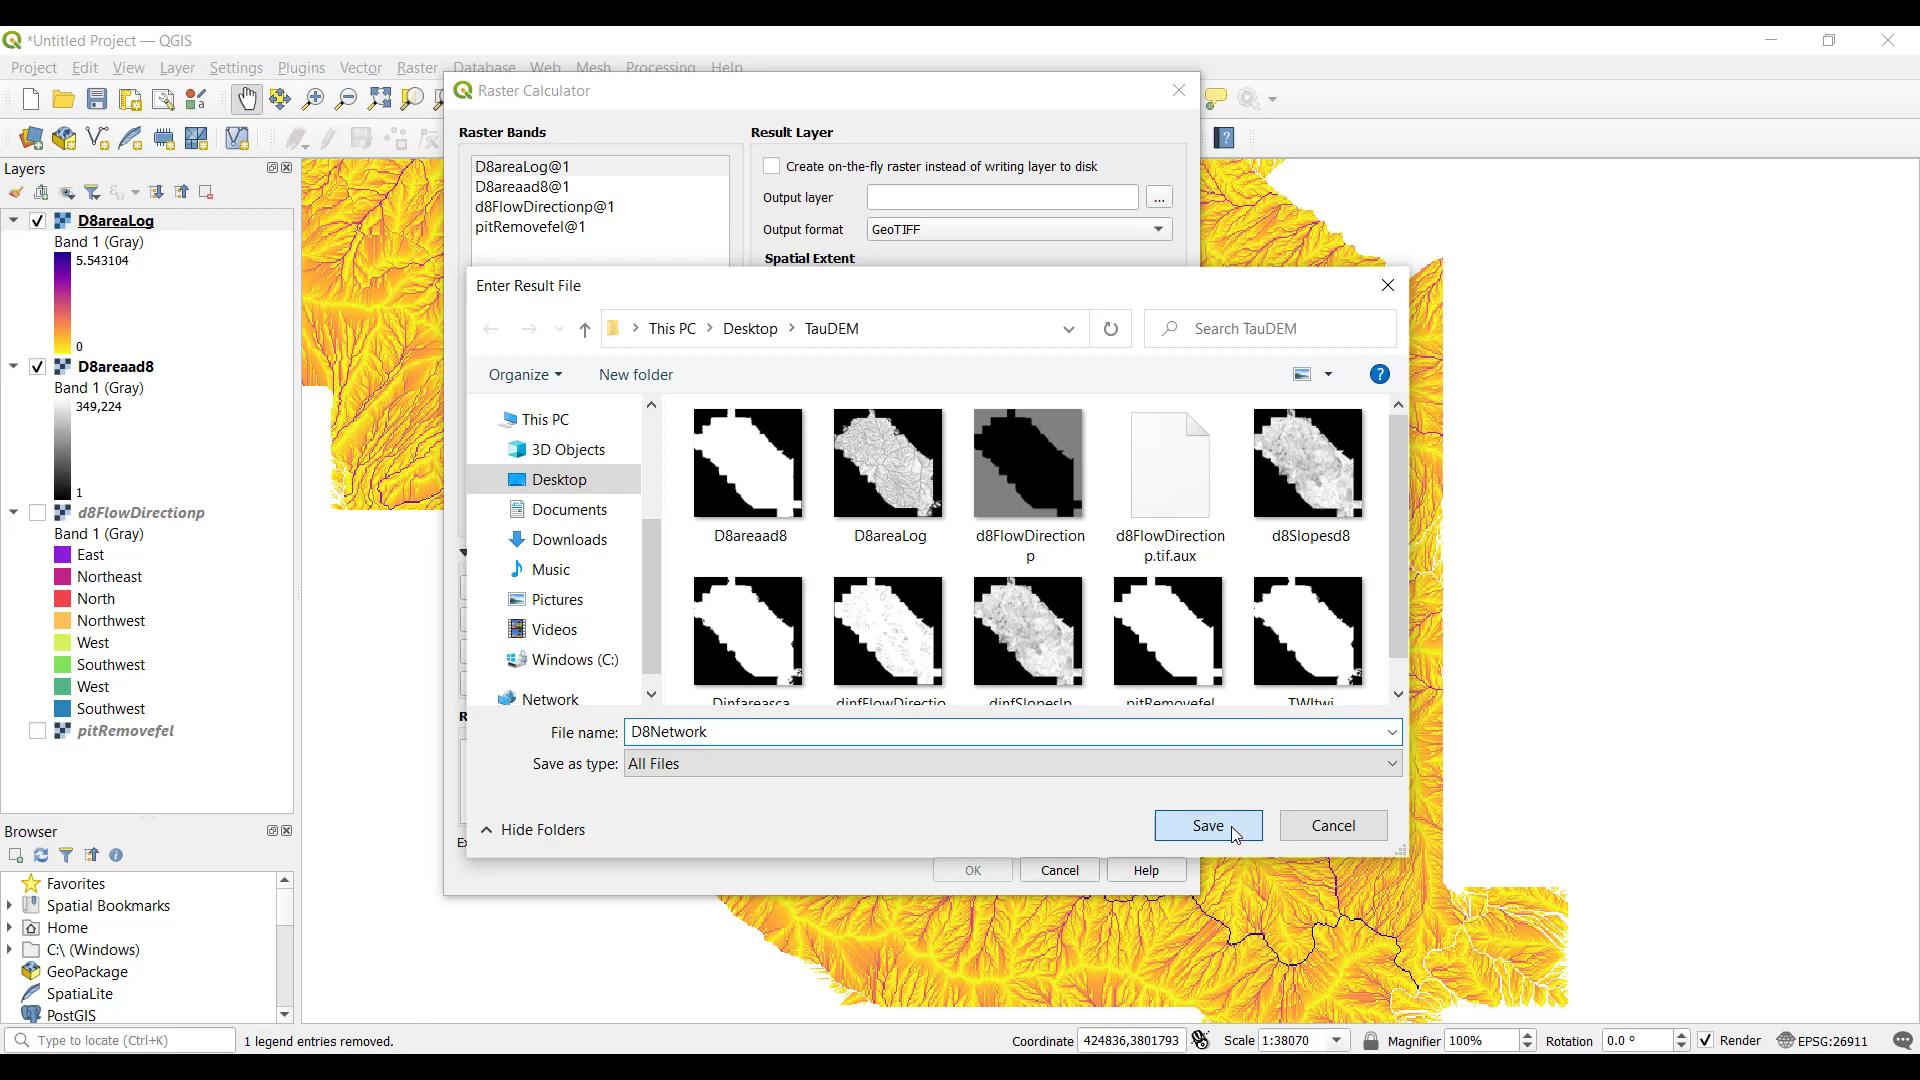 *Untitled Project — QGIS
Project Edit View Layer Settings Plugins Vector Raster Database Web Mesh Processing Help
Raster Calculator
Raster Bands
D8areaLog@1
D8areaad8@1
d8FlowDirectionp@1
pitRemovefel@1
Result Layer
Create on-the-fly raster instead of writing layer to disk
Output layer
...
Output format GeoTIFF
Spatial Extent
Layers
D8areaLog
Band 1 (Gray)
5.543104
0
D8areaad8
Band 1 (Gray)
349,224
1
d8FlowDirectionp
Band 1 (Gray)
East
Northeast
North
Northwest
West
Southwest
West
Southwest
pitRemovefel
Enter Result File
This PC > Desktop > TauDEM
Search TauDEM
Organize New folder
This PC
3D Objects
Desktop
Documents
Downloads
Music
Pictures
Videos
Windows (C:)
Network
D8areaad8
D8areaLog
d8FlowDirection
p
d8FlowDirection
p.tif.aux
d8Slopesd8
Dinfareasca
dinfFlowDirectio
dinfSlopeslp
pitRemovefel
TWItwi
File name: D8Network
Save as type: All Files
Hide Folders
Save Cancel
OK Cancel Help
Browser
Favorites
Spatial Bookmarks
Home
C:\ (Windows)
GeoPackage
SpatiaLite
PostGIS
Type to locate (Ctrl+K) 1 legend entries removed. Coordinate 424836,3801793 Scale 1:38070 Magnifier 100% Rotation 0.0 ° Render EPSG:26911